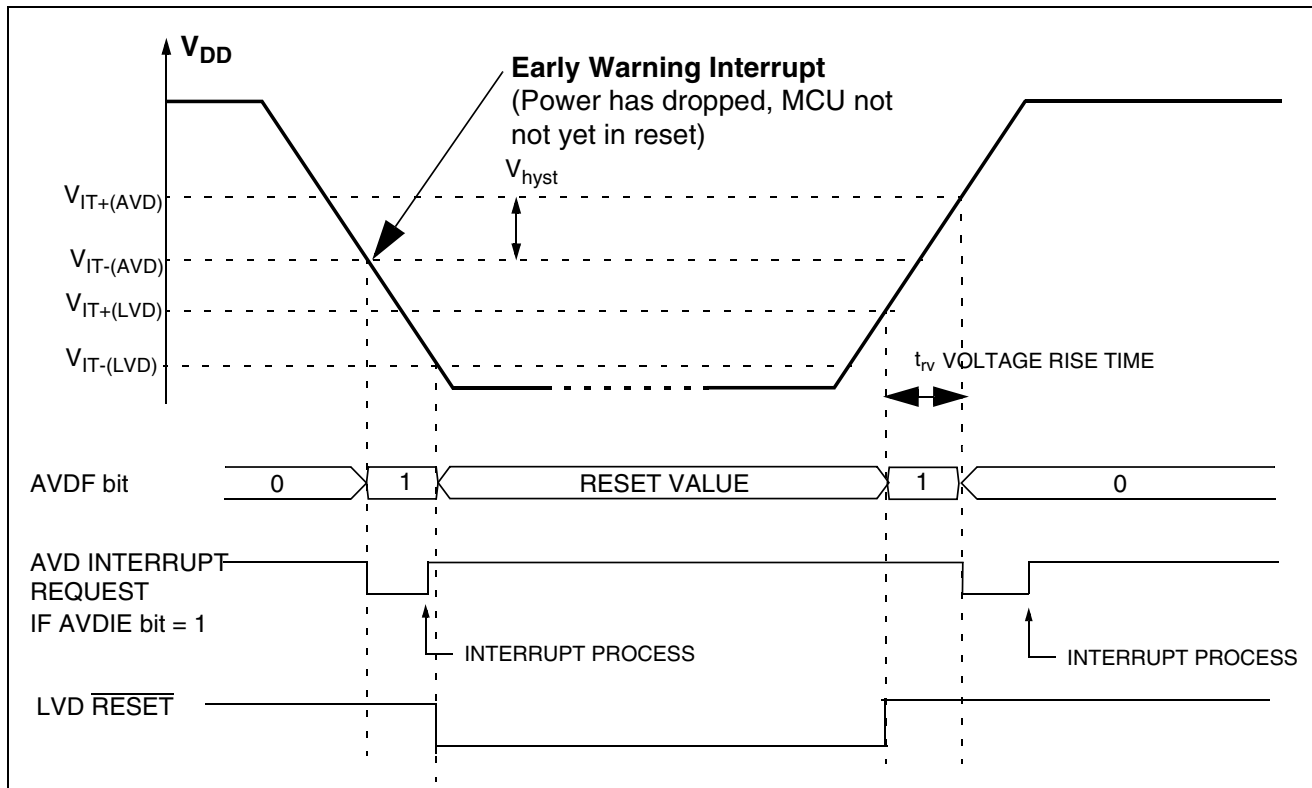 VDD
Early Warning Interrupt
(Power has dropped, MCU not
not yet in reset)
Vhyst
VIT+(AVD)
VIT-(AVD)
VIT+(LVD)
VIT-(LVD)
trv VOLTAGE RISE TIME
AVDF bit
0
1
RESET VALUE
1
0
AVD INTERRUPT
REQUEST
IF AVDIE bit = 1
INTERRUPT PROCESS
INTERRUPT PROCESS
LVD RESET